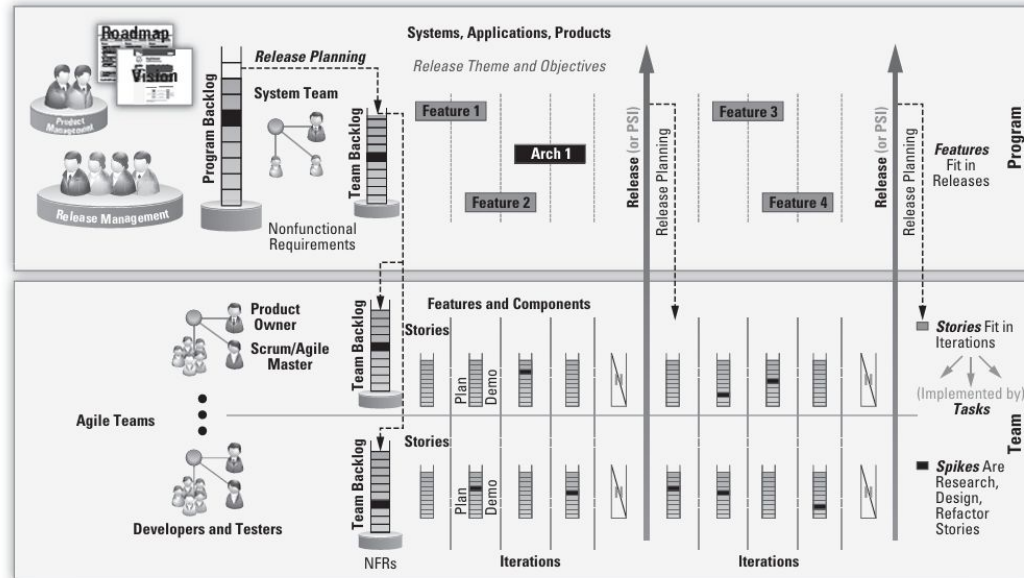 Roadmap
Vision
Product
Management
Release Management
Program Backlog
Release Planning
System Team
Team Backlog
Nonfunctional
Requirements
Systems, Applications, Products
Release Theme and Objectives
Feature 1
Arch 1
Feature 2
Release (or PSI)
Release Planning
Feature 3
Feature 4
Release (or PSI)
Release Planning
Features
Fit in
Releases
Program
Product
Owner
Scrum/Agile
Master
Agile Teams
Developers and Testers
Team Backlog
Team Backlog
NFRs
Features and Components
Stories
Plan
Demo
H
H
Stories
Plan
Demo
H
H
Iterations
Iterations
Stories Fit in
Iterations
(Implemented by)
Tasks
Team
Spikes Are
Research,
Design,
Refactor
Stories